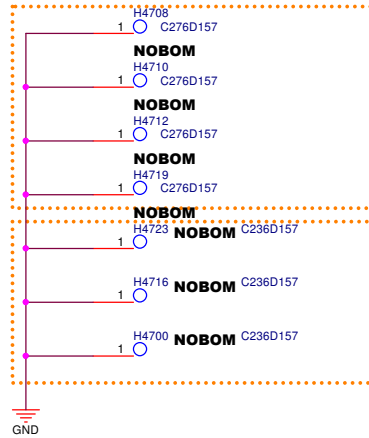 H4708
1 C276D157
NOBOM
H4710
1 C276D157
NOBOM
H4712
1 C276D157
NOBOM
H4719
1 C276D157
NOBOM
H4723 NOBOM C236D157
1
H4716 NOBOM C236D157
1
H4700 NOBOM C236D157
1
GND